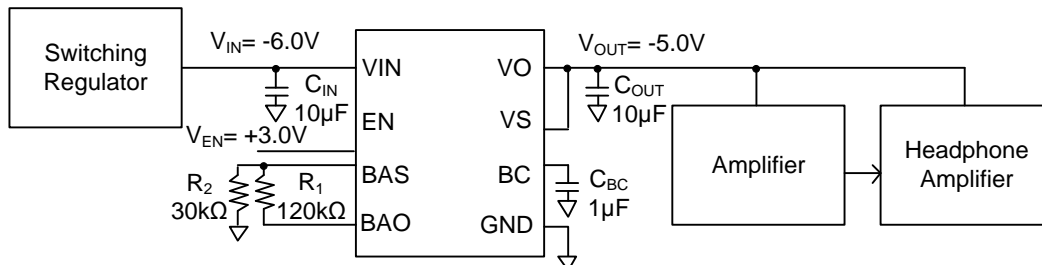 Switching
Regulator
V_IN= -6.0V
C_IN
10µF
V_EN= +3.0V
R_2
30kΩ
R_1
120kΩ
VIN
EN
BAS
BAO
VO
VS
BC
GND
V_OUT= -5.0V
C_OUT
10µF
C_BC
1µF
Amplifier
Headphone
Amplifier